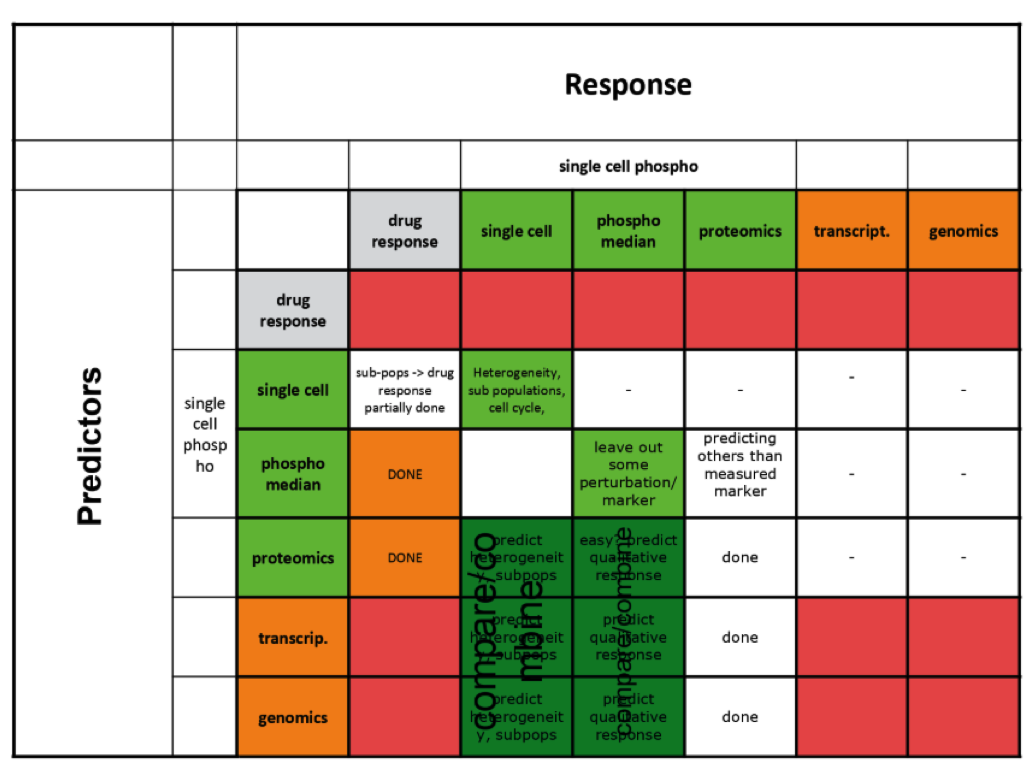 Response
single cell phospho
drug
response
single cell
phospho
median
proteomics
transcript.
genomics
drug
response
Predictors
single
cell
phosp
ho
single cell
sub-pops -> drug
response
partially done
Heterogeneity,
sub populations,
cell cycle,
-
-
-
-
phospho
median
DONE
leave out
some
perturbation/
marker
predicting
others than
measured
marker
-
-
proteomics
DONE
predict
heterogeneit
y, subpops
easy? predict
qualitative
response
done
-
-
compare/co
mbine
compare/combine
transcrip.
predict
heterogeneit
y, subpops
predict
qualitative
response
done
genomics
predict
heterogeneit
y, subpops
predict
qualitative
response
done